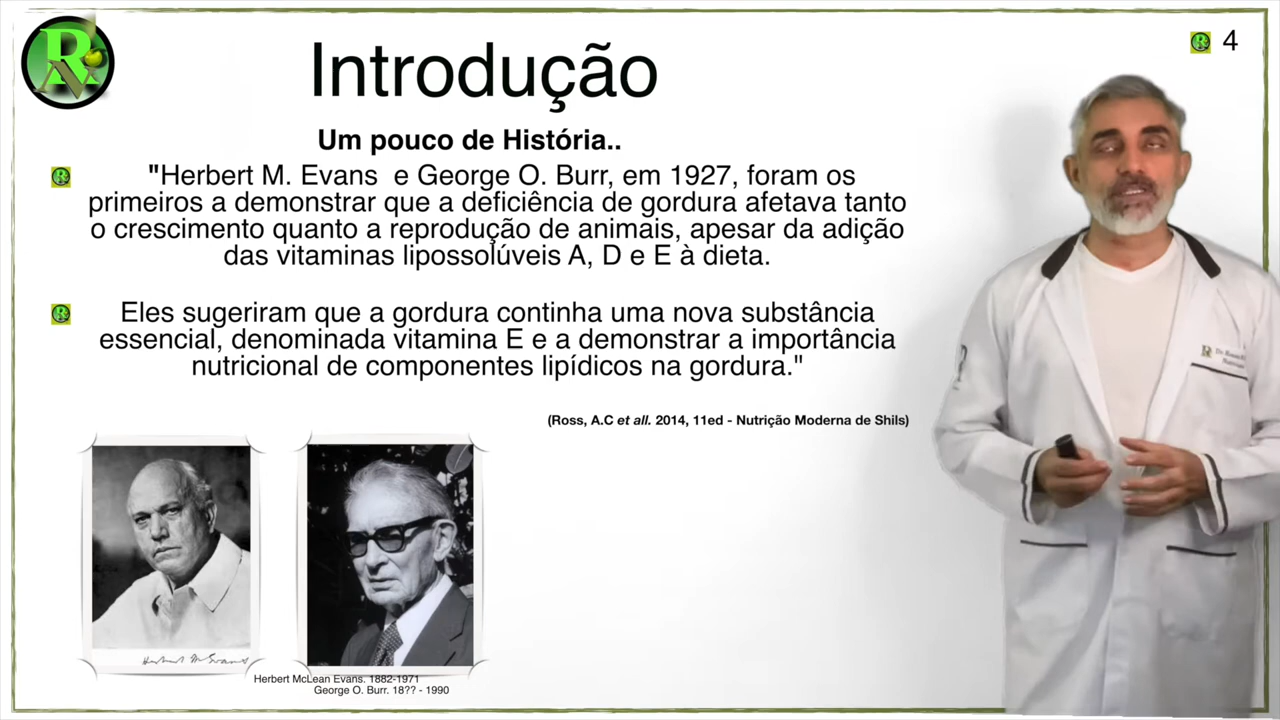 Introdução
4
Um pouco de História..
"Herbert M. Evans e George O. Burr, em 1927, foram os
primeiros a demonstrar que a deficiência de gordura afetava tanto
o crescimento quanto a reprodução de animais, apesar da adição
das vitaminas lipossolúveis A, D e E à dieta.
Eles sugeriram que a gordura continha uma nova substância
essencial, denominada vitamina E e a demonstrar a importância
nutricional de componentes lipídicos na gordura."
(Ross, A.C et all. 2014, 11ed - Nutrição Moderna de Shils)
Herbert McLean Evans. 1882-1971
George O. Burr. 18?? - 1990